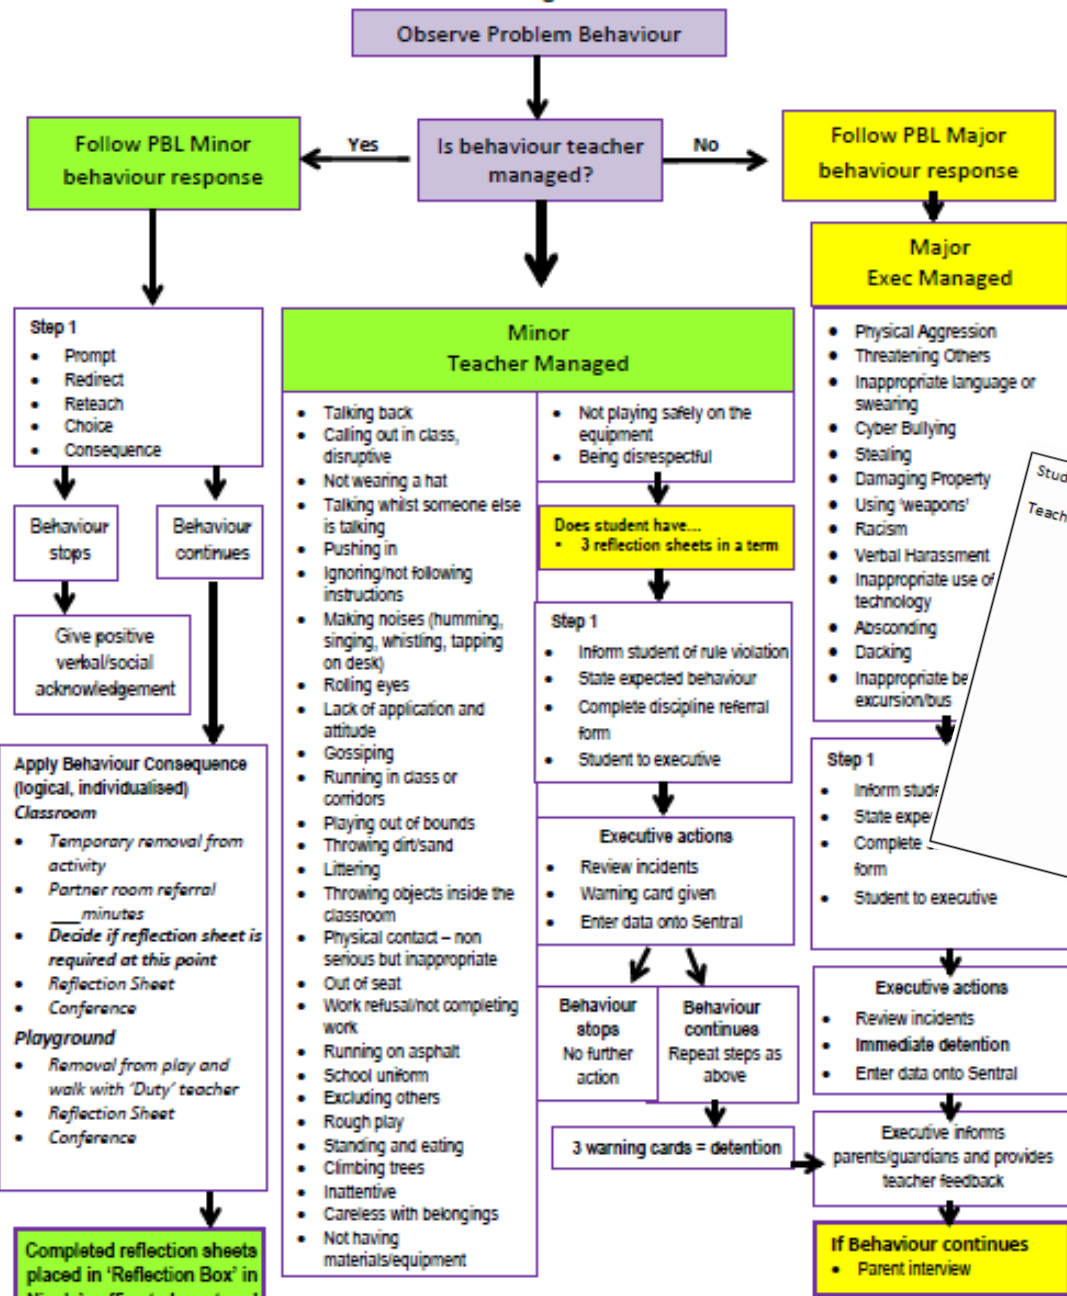 Observe Problem Behaviour
Follow PBL Minor
behaviour response
Yes
Is behaviour teacher
managed?
No
Follow PBL Major
behaviour response
Step 1
• Prompt
• Redirect
• Reteach
• Choice
• Consequence
Behaviour
stops
Behaviour
continues
Give positive
verbal/social
acknowledgement
Apply Behaviour Consequence
(logical, individualised)
Classroom
• Temporary removal from
activity
• Partner room referral
___minutes
• Decide if reflection sheet is
required at this point
• Reflection Sheet
• Conference
Playground
• Removal from play and
walk with ‘Duty’ teacher
• Reflection Sheet
• Conference
Completed reflection sheets
placed in ‘Reflection Box’ in
Minor
Teacher Managed
• Talking back
• Calling out in class,
disruptive
• Not wearing a hat
• Talking whilst someone else
is talking
• Pushing in
• Ignoring/not following
instructions
• Making noises (humming,
singing, whistling, tapping
on desk)
• Rolling eyes
• Lack of application and
attitude
• Gossiping
• Running in class or
corridors
• Playing out of bounds
• Throwing dirt/sand
• Littering
• Throwing objects inside the
classroom
• Physical contact – non
serious but inappropriate
• Out of seat
• Work refusal/not completing
work
• Running on asphalt
• School uniform
• Excluding others
• Rough play
• Standing and eating
• Climbing trees
• Inattentive
• Careless with belongings
• Not having
materials/equipment
• Not playing safely on the
equipment
• Being disrespectful
Does student have...
• 3 reflection sheets in a term
Step 1
• Inform student of rule violation
• State expected behaviour
• Complete discipline referral
form
• Student to executive
Executive actions
• Review incidents
• Warning card given
• Enter data onto Sentral
Behaviour
stops
No further
action
Behaviour
continues
Repeat steps as
above
3 warning cards = detention
Major
Exec Managed
• Physical Aggression
• Threatening Others
• Inappropriate language or
swearing
• Cyber Bullying
• Stealing
• Damaging Property
• Using ‘weapons’
• Racism
• Verbal Harassment
• Inappropriate use of
technology
• Absconding
• Dacking
• Inappropriate be
excursion/bus
Stud
Teach
Step 1
• Inform stude
• State expe
• Complete
form
• Student to executive
Executive actions
• Review incidents
• Immediate detention
• Enter data onto Sentral
Executive informs
parents/guardians and provides
teacher feedback
If Behaviour continues
• Parent interview